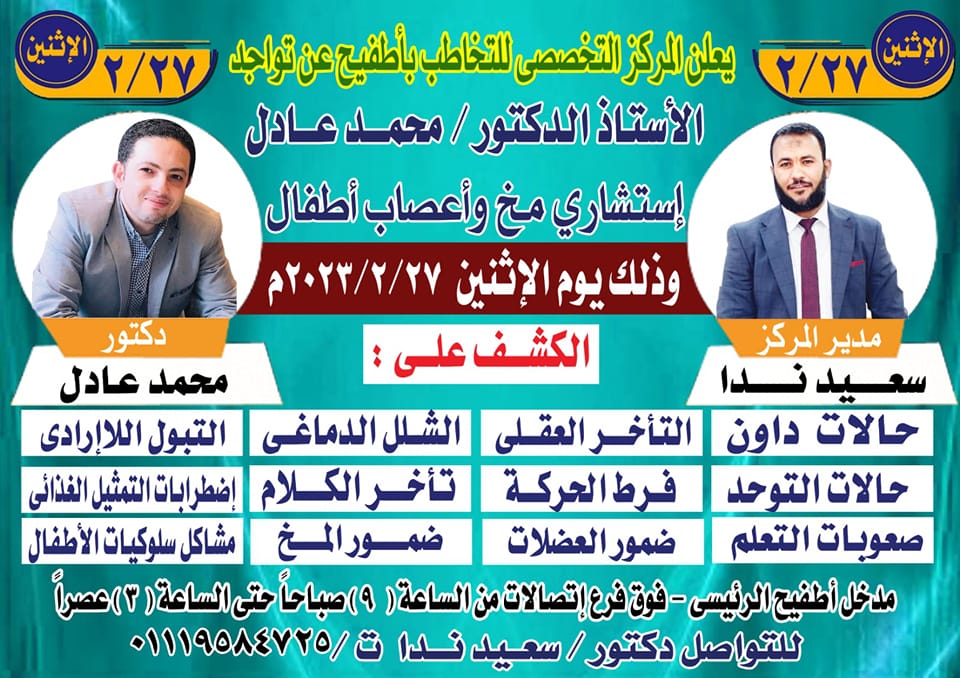 الإثنين
٢/٢٧
الإثنين
٢/٢٧
يعلن المركز التخصصى للتخاطب بأطفيح عن تواجد
الأستاذ الدكتور / محمد عادل
إستشاري مخ وأعصاب أطفال
وذلك يوم الإثنين ٢٠٢٣/٢/٢٧م
مدير المركز
سعيد ندا
دكتور
محمد عادل
الكشف على :
حالات داون
التأخر العقلى
الشلل الدماغى
التبول اللاإرادى
حالات التوحد
فرط الحركة
تأخر الكلام
إضطرابات التمثيل الغذائى
صعوبات التعلم
ضمور العضلات
ضمور المخ
مشاكل سلوكيات الأطفال
مدخل أطفيح الرئيسى - فوق فرع إتصالات من الساعة ( ٩ ) صباحاً حتى الساعة ( ٣ ) عصراً
للتواصل دكتور / سعيد ندا ت / ٠١١١٩٥٨٤٧٢٥